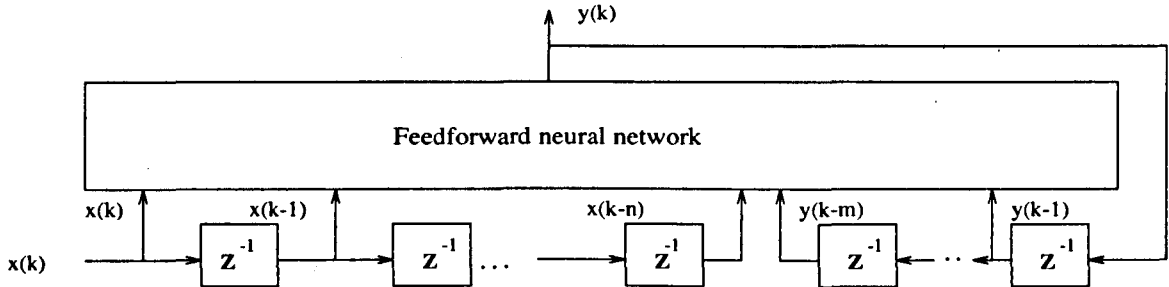 y(k)
Feedforward neural network
x(k) x(k-1) x(k-n) y(k-m) y(k-1)
x(k) z^-1 z^-1 ... z^-1 z^-1 .. z^-1